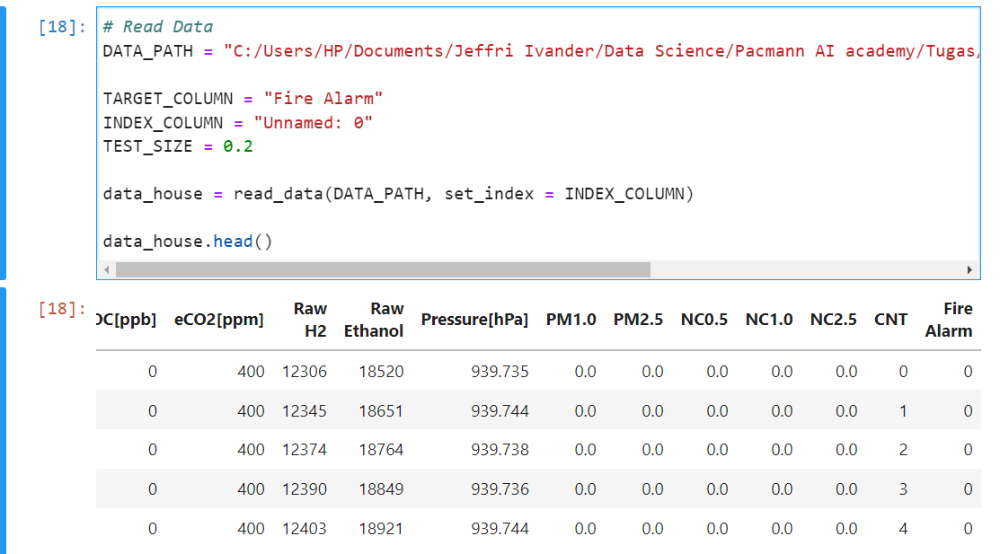 [18]:
# Read Data
DATA_PATH = "C:/Users/HP/Documents/Jeffri Ivander/Data Science/Pacmann AI academy/Tugas/
TARGET_COLUMN = "Fire Alarm"
INDEX_COLUMN = "Unnamed: 0"
TEST_SIZE = 0.2
data_house = read_data(DATA_PATH, set_index = INDEX_COLUMN)
data_house.head()
[18]:
OC[ppb] eCO2[ppm] Raw H2 Raw Ethanol Pressure[hPa] PM1.0 PM2.5 NC0.5 NC1.0 NC2.5 CNT Fire Alarm
0 400 12306 18520 939.735 0.0 0.0 0.0 0.0 0.0 0 0
0 400 12345 18651 939.744 0.0 0.0 0.0 0.0 0.0 1 0
0 400 12374 18764 939.738 0.0 0.0 0.0 0.0 0.0 2 0
0 400 12390 18849 939.736 0.0 0.0 0.0 0.0 0.0 3 0
0 400 12403 18921 939.744 0.0 0.0 0.0 0.0 0.0 4 0